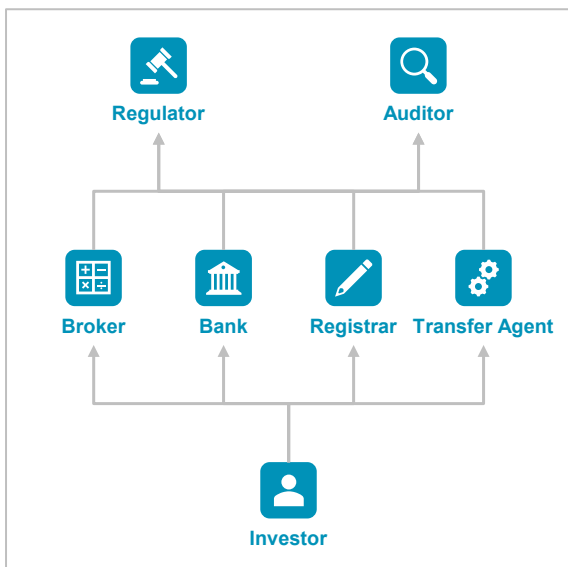 Regulator
Auditor
Broker
Bank
Registrar
Transfer Agent
Investor